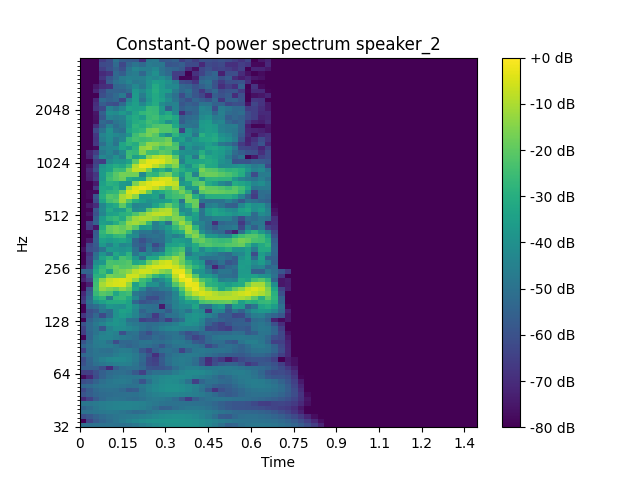 Constant-Q power spectrum speaker_2
Hz
2048
1024
512
256
128
64
32
0 0.15 0.3 0.45 0.6 0.75 0.9 1.1 1.2 1.4
Time
+0 dB
-10 dB
-20 dB
-30 dB
-40 dB
-50 dB
-60 dB
-70 dB
-80 dB